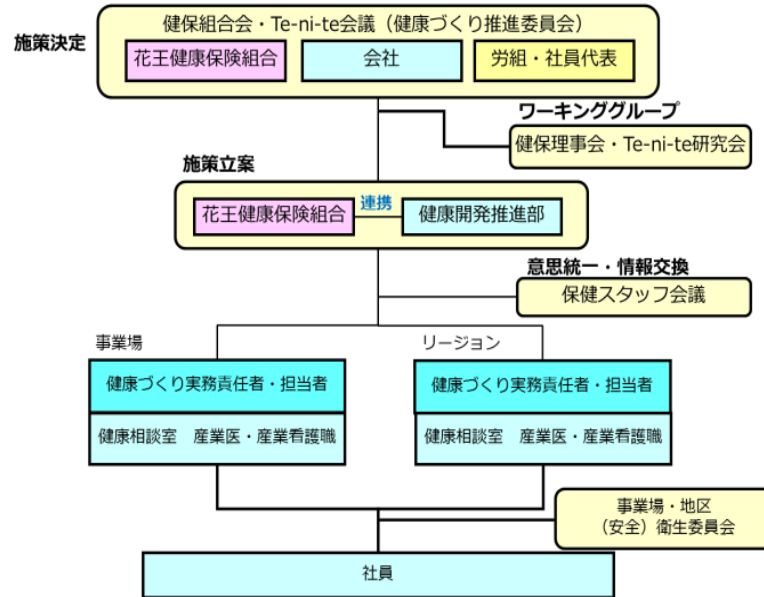 健保組合会・Te-ni-te会議（健康づくり推進委員会）
施策決定
花王健康保険組合
会社
労組・社員代表
ワーキンググループ
健保理事会・Te-ni-te研究会
施策立案
花王健康保険組合
連携
健康開発推進部
意思統一・情報交換
保健スタッフ会議
事業場
リージョン
健康づくり実務責任者・担当者
健康づくり実務責任者・担当者
健康相談室　産業医・産業看護職
健康相談室　産業医・産業看護職
事業場・地区
（安全）衛生委員会
社員